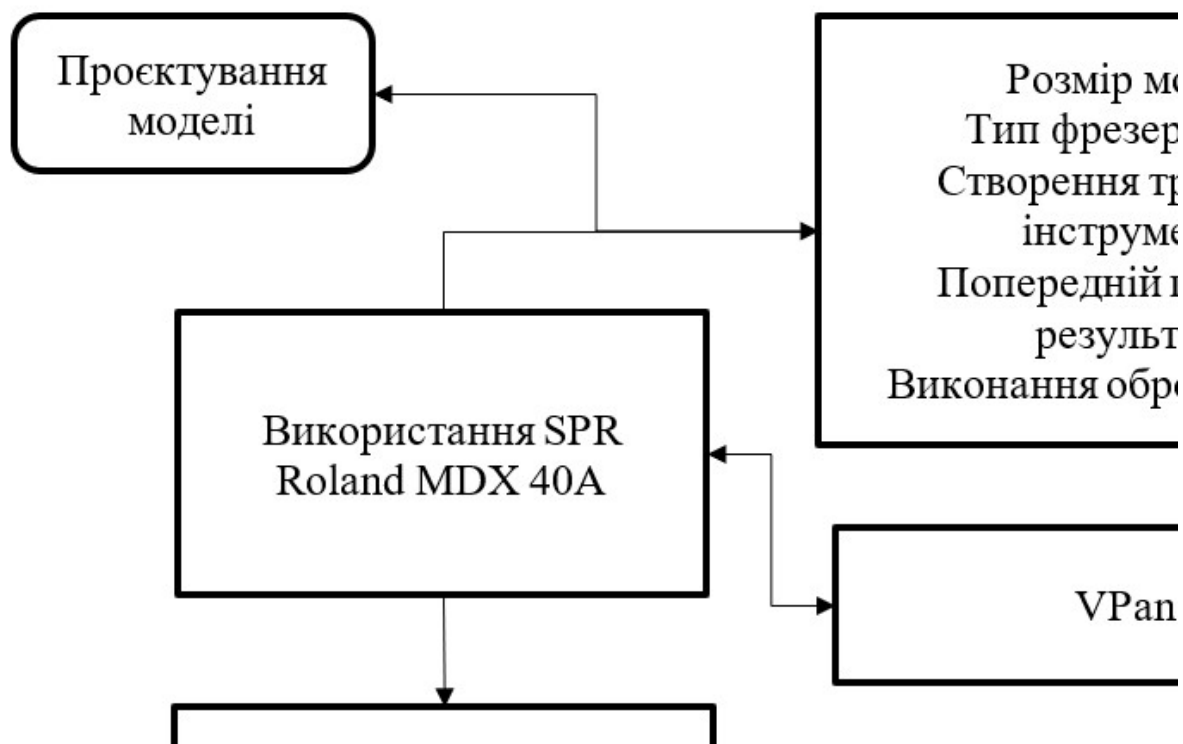 Проєктування
моделі
Розмір
Тип
Створення
Попередній
Виконання
Використання SPR
Roland MDX 40A